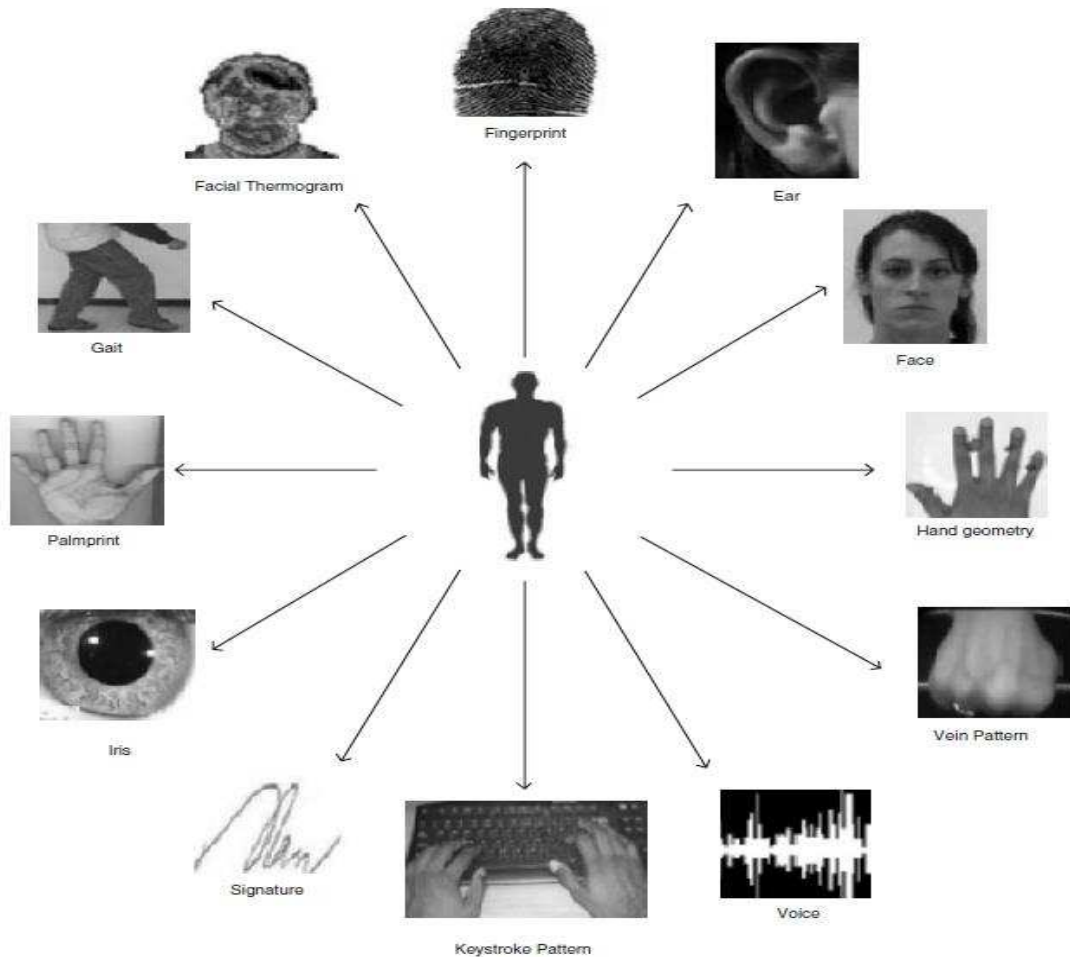 Fingerprint
Facial Thermogram
Ear
Gait
Face
Palmprint
Hand geometry
Iris
Vein Pattern
Signature
Voice
Keystroke Pattern